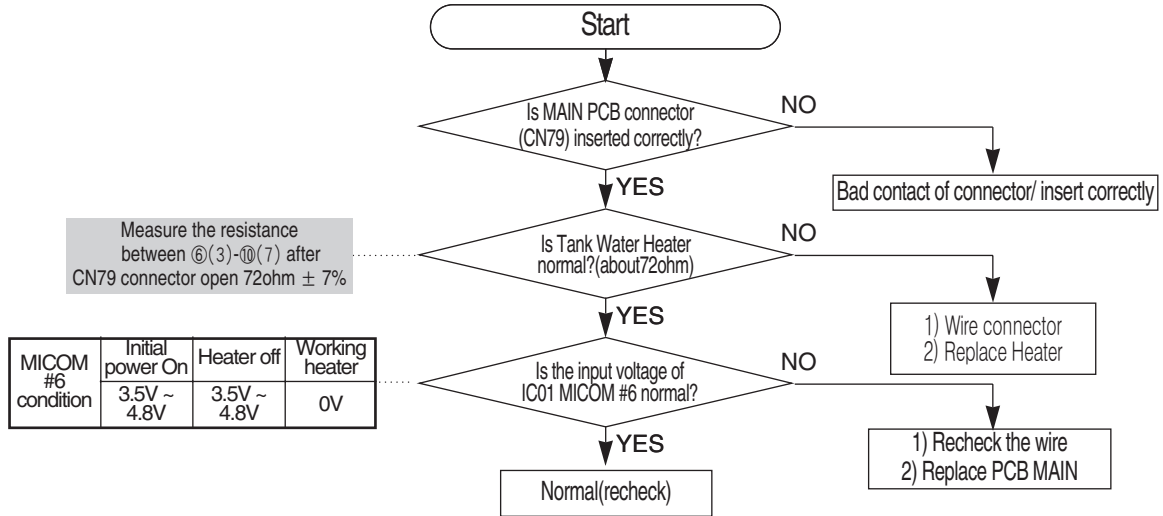 Start
Is MAIN PCB connector
(CN79) inserted correctly?
NO
YES
Bad contact of connector/ insert correctly
Measure the resistance
between ⑥(3)-⑩(7) after
CN79 connector open 72ohm ± 7%
Is Tank Water Heater
normal?(about72ohm)
NO
YES
1) Wire connector
2) Replace Heater
MICOM
#6
condition
Initial
power On
Heater off
Working
heater
3.5V ~
4.8V
3.5V ~
4.8V
0V
Is the input voltage of
IC01 MICOM #6 normal?
NO
YES
1) Recheck the wire
2) Replace PCB MAIN
Normal(recheck)